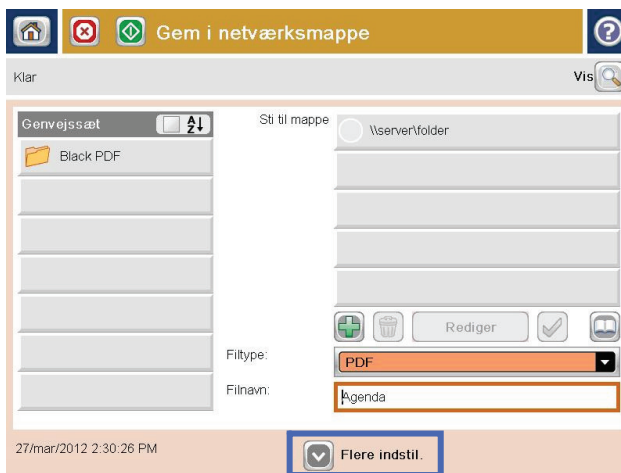 Gem i netværksmappe
Klar
Vis
Genvejssæt
Sti til mappe
\\server\folder
Black PDF
Rediger
Filtype:
PDF
Filnavn:
Agenda
27/mar/2012 2:30:26 PM
Flere indstil.